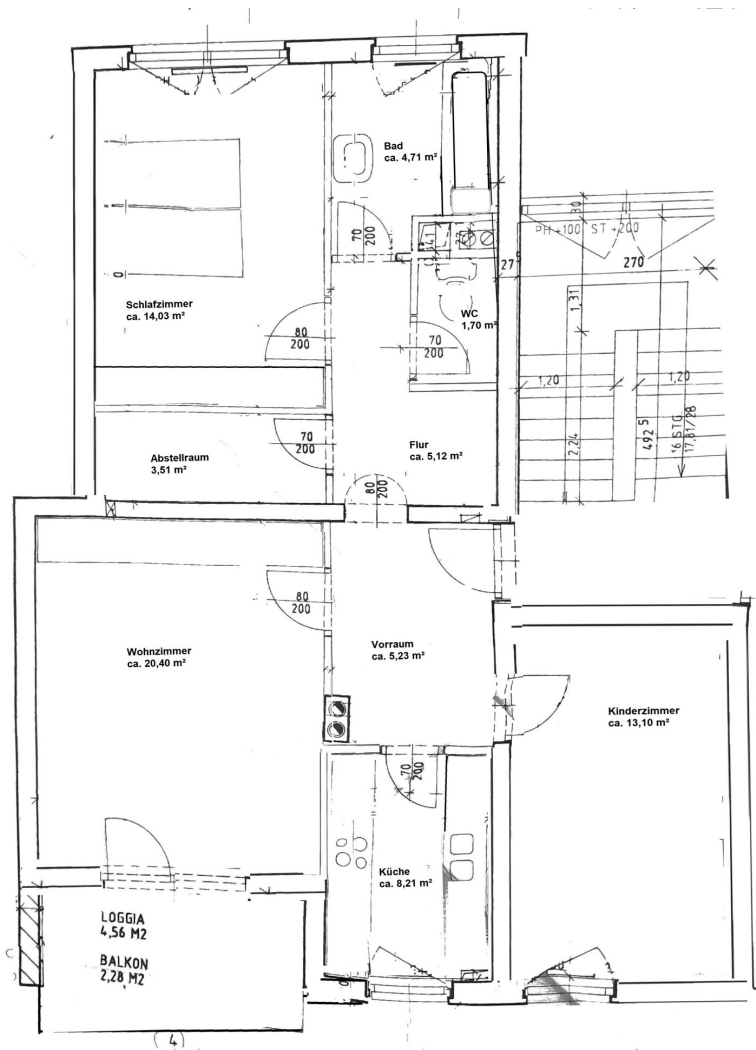 Bad
ca. 4,71 m²
70
200
30
PH +100 ST +200
270
27
41
Schlafzimmer
ca. 14,03 m²
80
200
WC
1,70 m²
70
200
1,31
1,20
1,20
Abstellraum
3,51 m²
70
200
Flur
ca. 5,12 m²
80
200
2,24
4925
16 STG
17,81/28
Wohnzimmer
ca. 20,40 m²
80
200
Vorraum
ca. 5,23 m²
Kinderzimmer
ca. 13,10 m²
70
200
Küche
ca. 8,21 m²
LOGGIA
4,56 M2
BALKON
2,28 M2
4